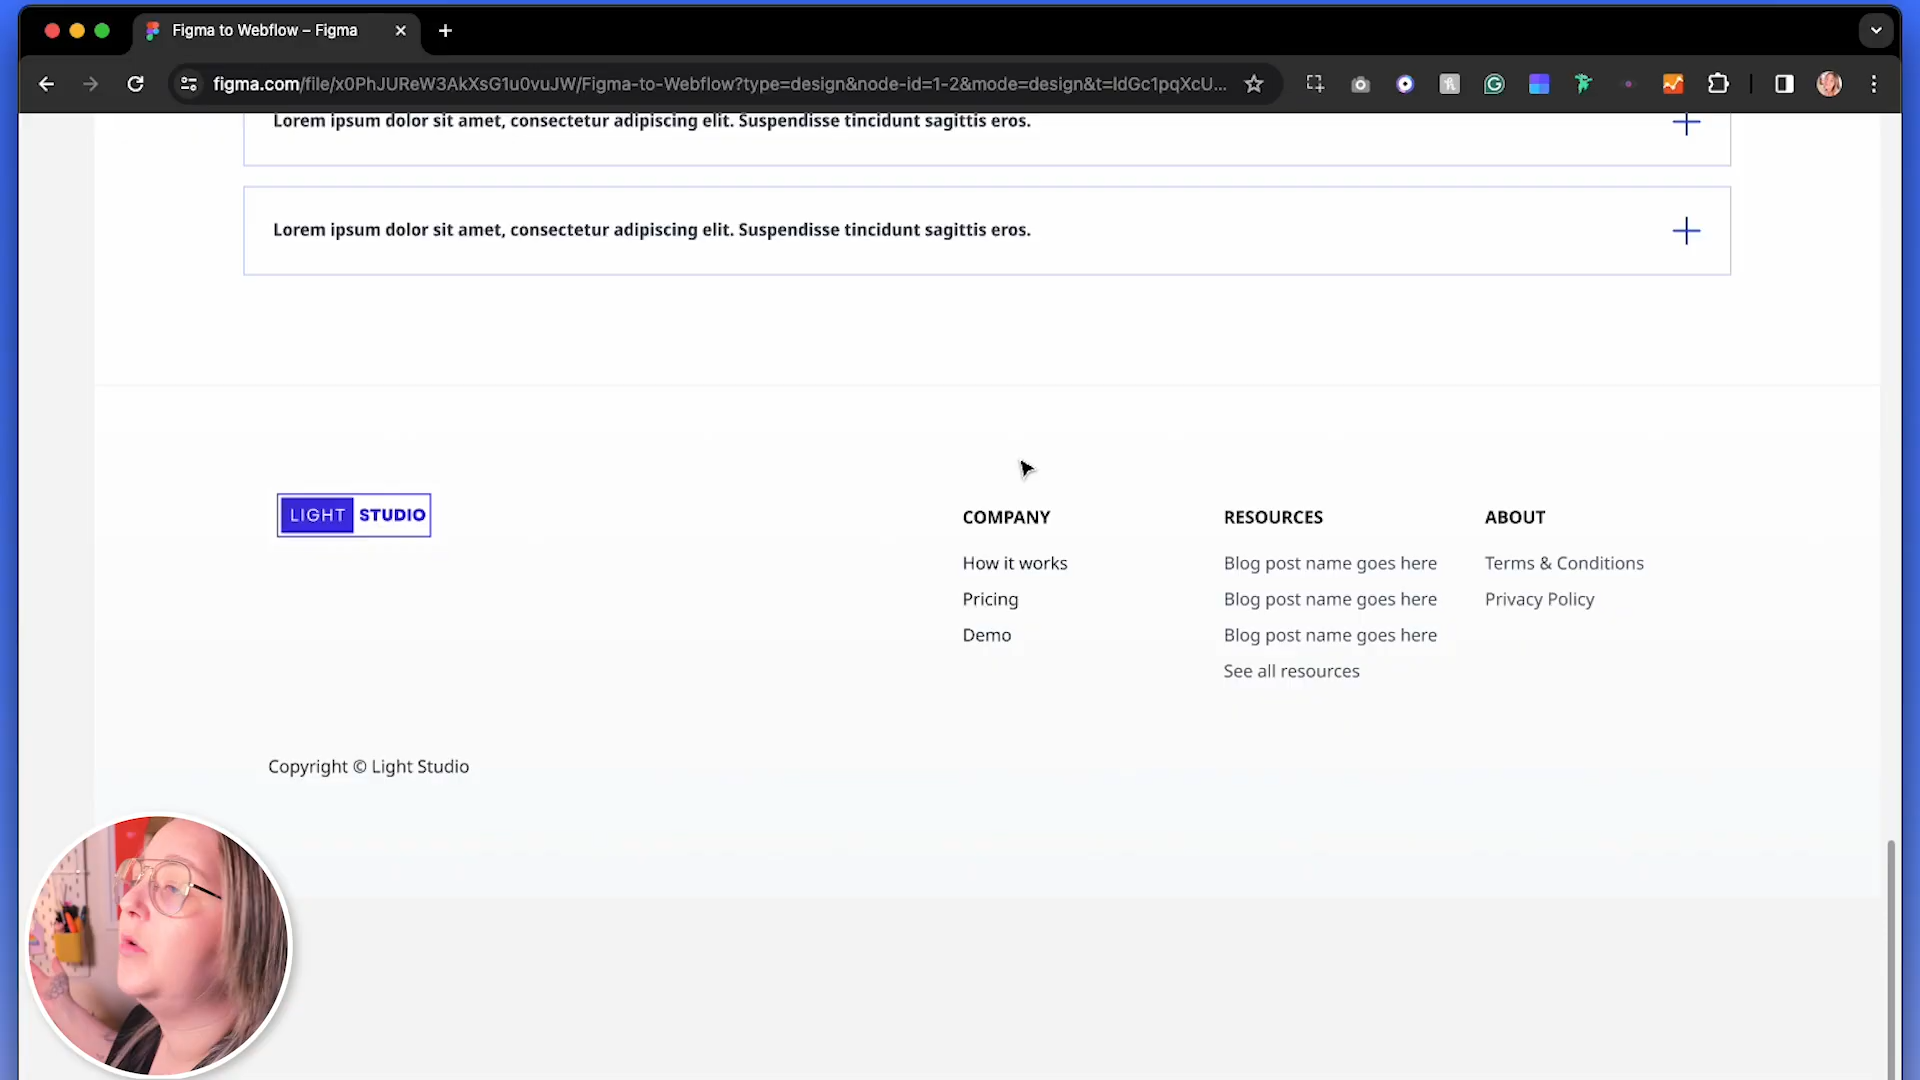 Figma to Webflow – Figma
figma.com/file/x0PhJUReW3AkXsG1u0vuJW/Figma-to-Webflow?type=design&node-id=1-2&mode=design&t=IdGc1pqXcU...
Lorem ipsum dolor sit amet, consectetur adipiscing elit. Suspendisse tincidunt sagittis eros.
Lorem ipsum dolor sit amet, consectetur adipiscing elit. Suspendisse tincidunt sagittis eros.
LIGHT STUDIO
COMPANY
How it works
Pricing
Demo
RESOURCES
Blog post name goes here
Blog post name goes here
Blog post name goes here
See all resources
ABOUT
Terms & Conditions
Privacy Policy
Copyright © Light Studio